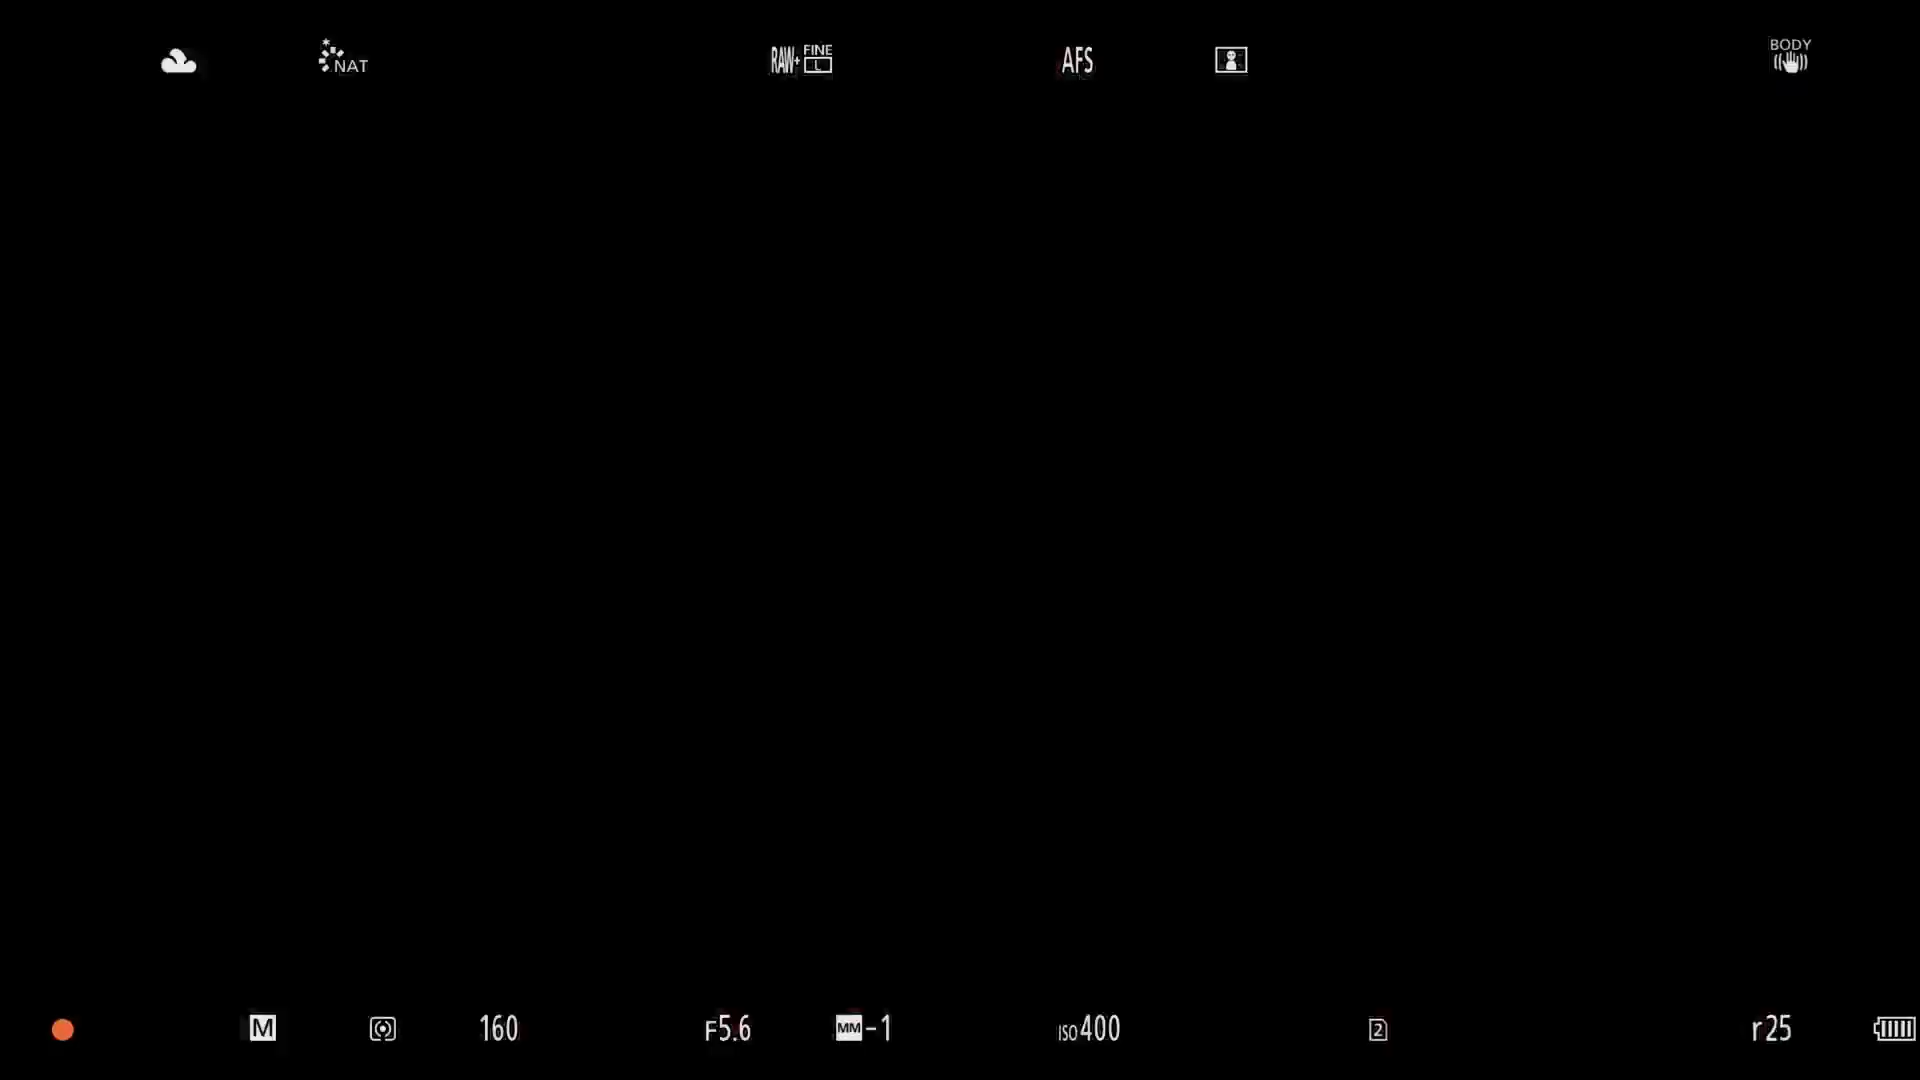 NAT
RAW+ FINE L
AFS
BODY
M
160
F5.6
MM-1
ISO400
2
r25